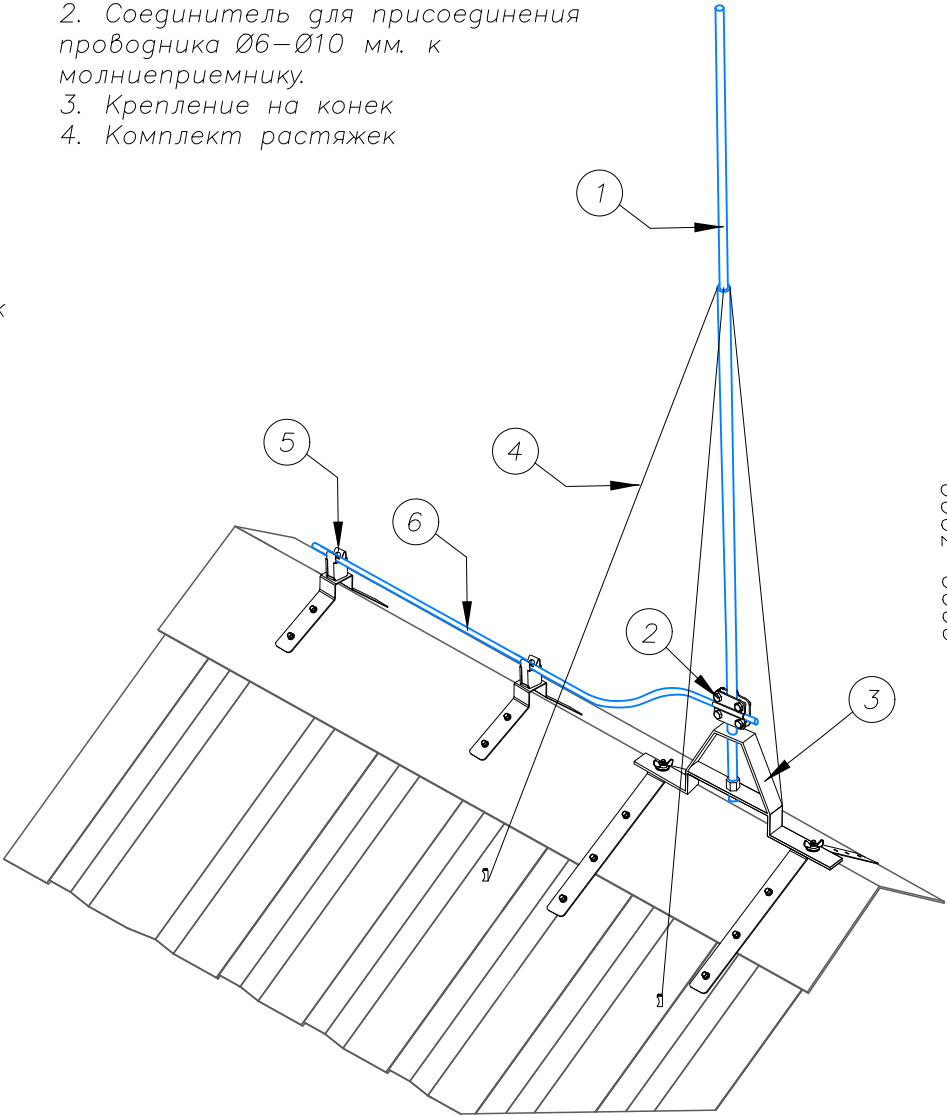 2. Соединитель для присоединения
проводника Ø6-Ø10 мм. к
молниеприемнику.
3. Крепление на конек
4. Комплект растяжек
1
к
5
4
6
2
3